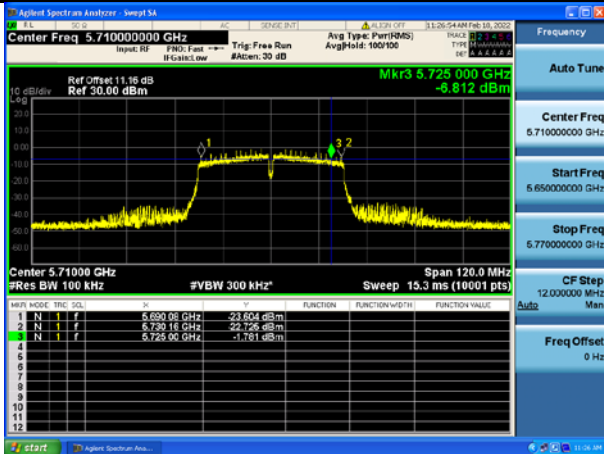 Agilent Spectrum Analyzer - Swept SA
RL 50 Ω AC SENSE:INT ALIGN OFF 11:26:54 AM Feb 10, 2022
Center Freq 5.710000000 GHz
Input: RF PNO: Fast Trig: Free Run Avg Type: Pwr(RMS) TRACE 1 2 3 4 5 6
IFGain:Low #Atten: 30 dB Avg|Hold: 100/100 TYPE
DET A A A A A A
Mkr3 5.725 000 GHz
-6.812 dBm
Ref Offset 11.16 dB
10 dB/div Ref 30.00 dBm
Log
20.0
10.0
0.00
-10.0
-20.0
-30.0
-40.0
-50.0
-60.0
1
3 2
Center 5.71000 GHz Span 120.0 MHz
#Res BW 100 kHz #VBW 300 kHz* Sweep 15.3 ms (10001 pts)
MKR MODE TRC SCL X Y FUNCTION FUNCTION WIDTH FUNCTION VALUE
1 N 1 f 5.690 08 GHz -23.604 dBm
2 N 1 f 5.730 16 GHz -22.726 dBm
3 N 1 f 5.725 00 GHz -1.781 dBm
4
5
6
7
8
9
10
11
12
Frequency
Auto Tune
Center Freq
5.710000000 GHz
Start Freq
5.650000000 GHz
Stop Freq
5.770000000 GHz
CF Step
12.000000 MHz
Auto Man
Freq Offset
0 Hz
start Agilent Spectrum Ana... 11:26 AM